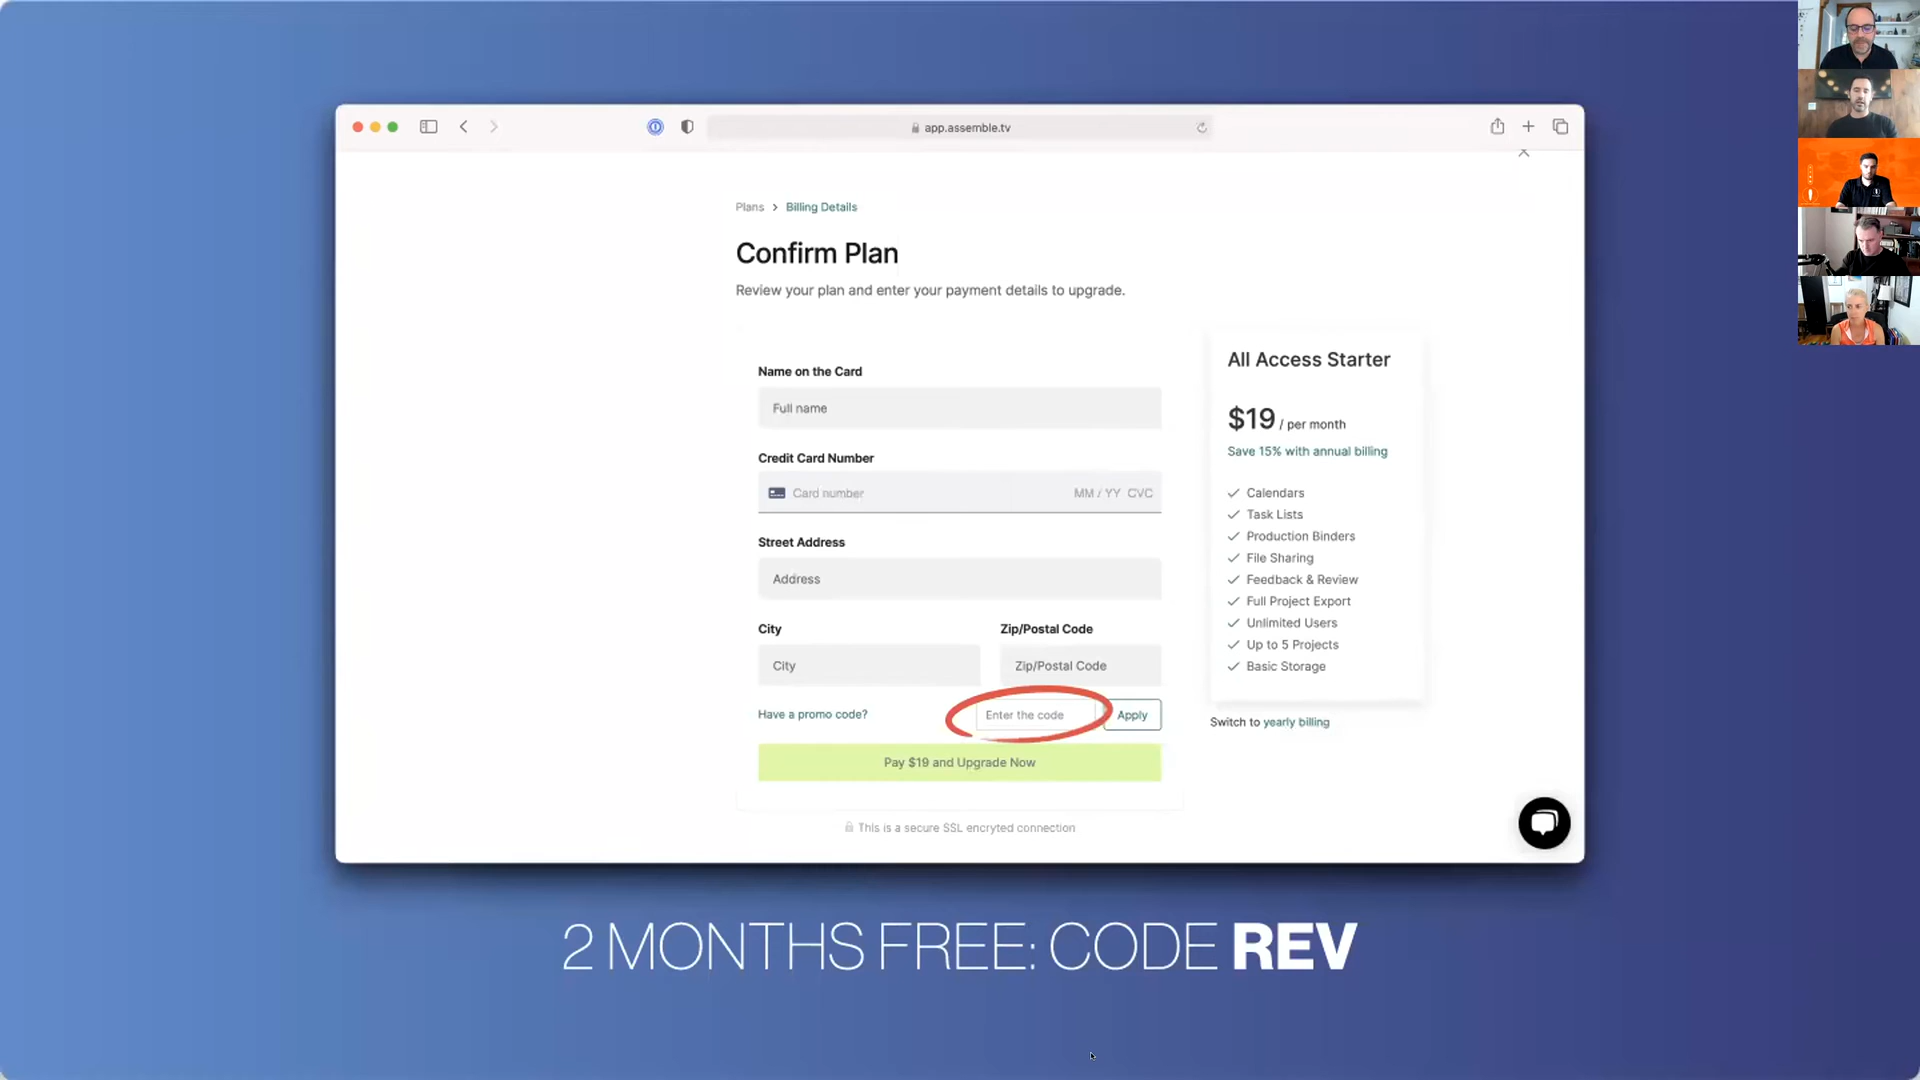 app.assemble.tv
Plans > Billing Details
Confirm Plan
Review your plan and enter your payment details to upgrade.
Name on the Card
Full name
Credit Card Number
Card number MM / YY CVC
Street Address
Address
City
City
Zip/Postal Code
Zip/Postal Code
Have a promo code?
Enter the code
Apply
Pay $19 and Upgrade Now
This is a secure SSL encryted connection
All Access Starter
$19 / per month
Save 15% with annual billing
Calendars
Task Lists
Production Binders
File Sharing
Feedback & Review
Full Project Export
Unlimited Users
Up to 5 Projects
Basic Storage
Switch to yearly billing
2 MONTHS FREE: CODE REV